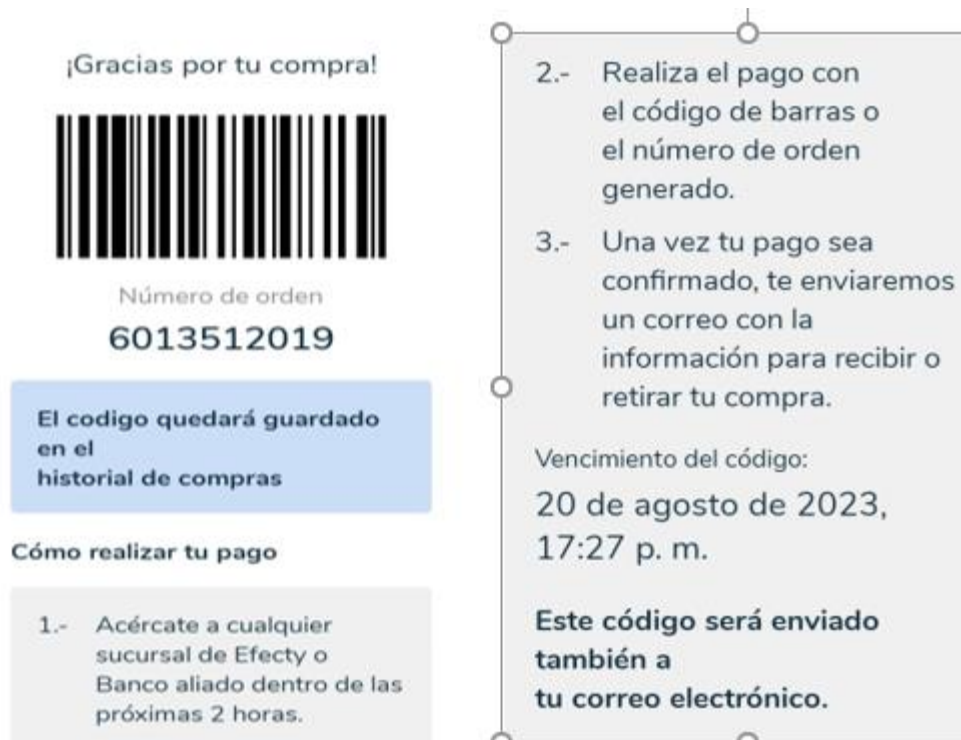 ¡Gracias por tu compra!
Número de orden
6013512019
El codigo quedará guardado
en el
historial de compras
Cómo realizar tu pago
1.- Acércate a cualquier
sucursal de Efecty o
Banco aliado dentro de las
próximas 2 horas.
2.- Realiza el pago con
el código de barras o
el número de orden
generado.
3.- Una vez tu pago sea
confirmado, te enviaremos
un correo con la
información para recibir o
retirar tu compra.
Vencimiento del código:
20 de agosto de 2023,
17:27 p. m.
Este código será enviado
también a
tu correo electrónico.